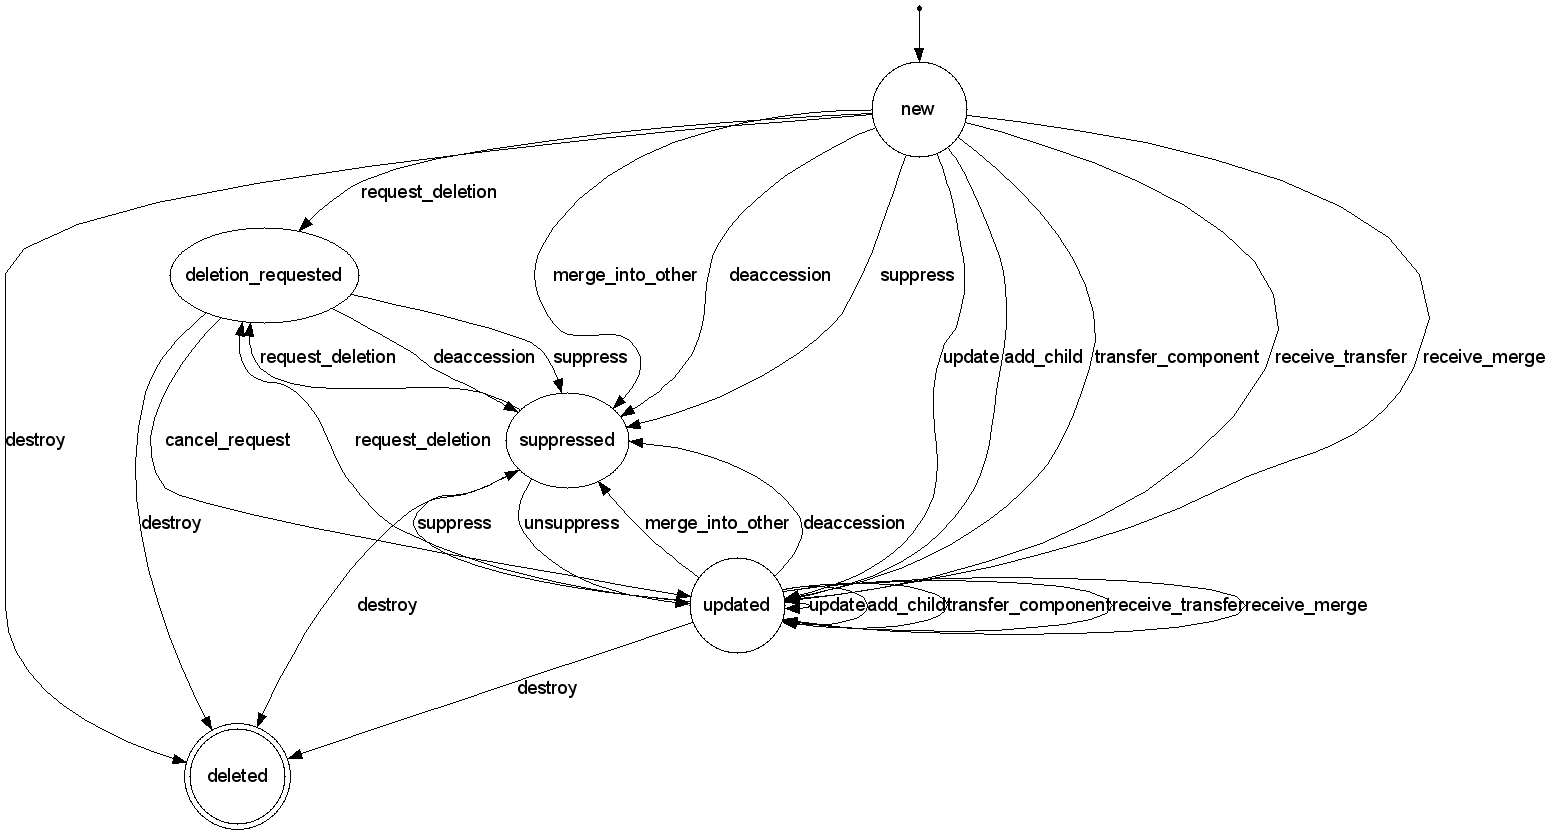 new
request_deletion
deletion_requested
merge_into_other
deaccession
suppress
request_deletion
deaccession
suppress
update
add_child
transfer_component
receive_transfer
receive_merge
destroy
cancel_request
request_deletion
suppressed
destroy
suppress
unsuppress
merge_into_other
deaccession
destroy
updated
update
add_child
transfer_component
receive_transfer
receive_merge
destroy
deleted